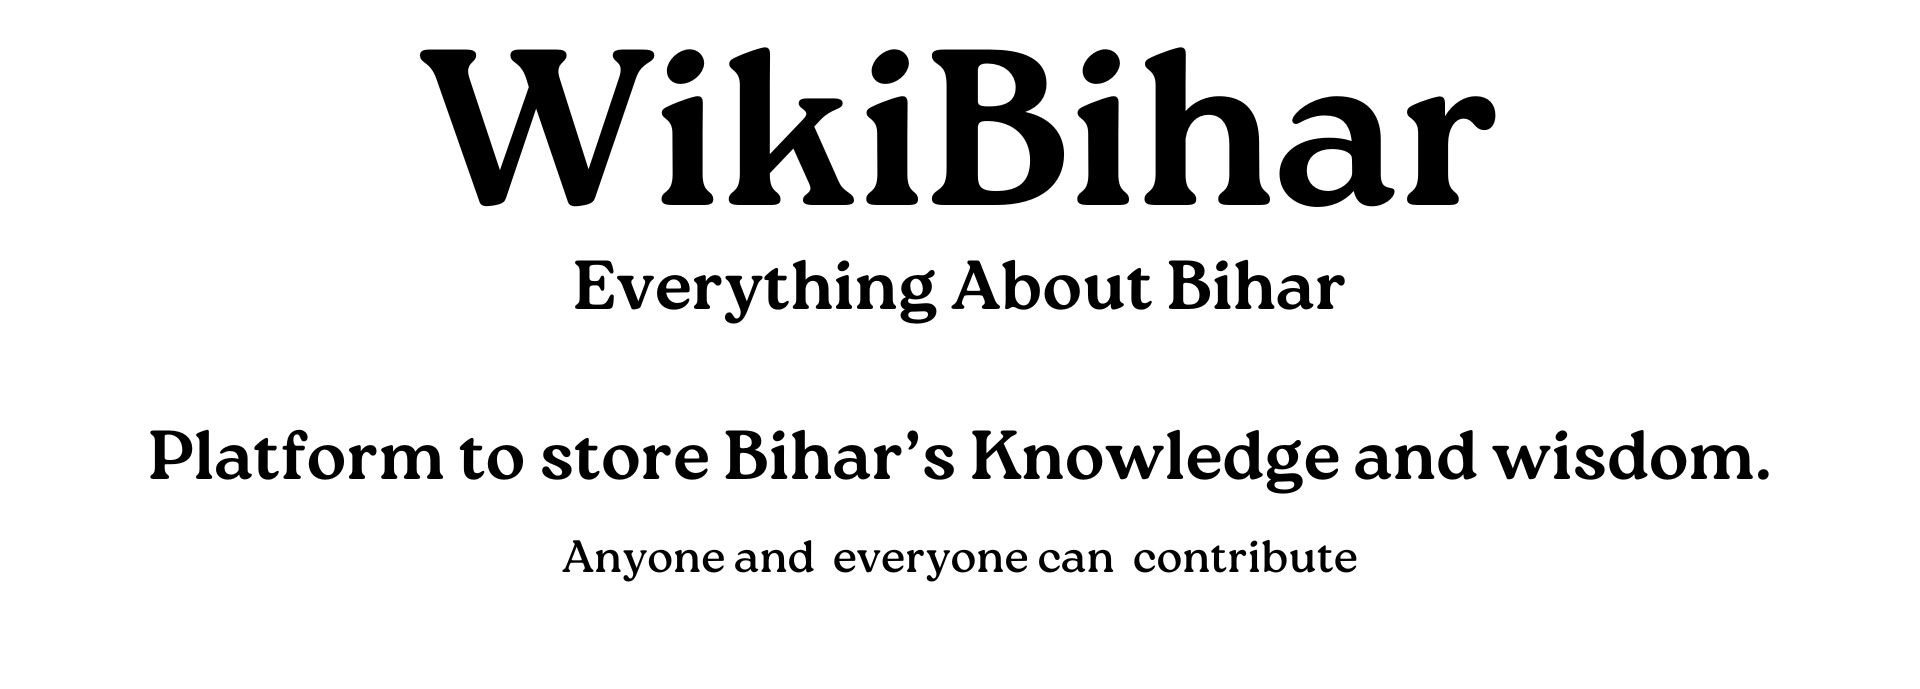 WikiBihar
Everything About Bihar
Platform to store Bihar’s Knowledge and wisdom.
Anyone and everyone can contribute